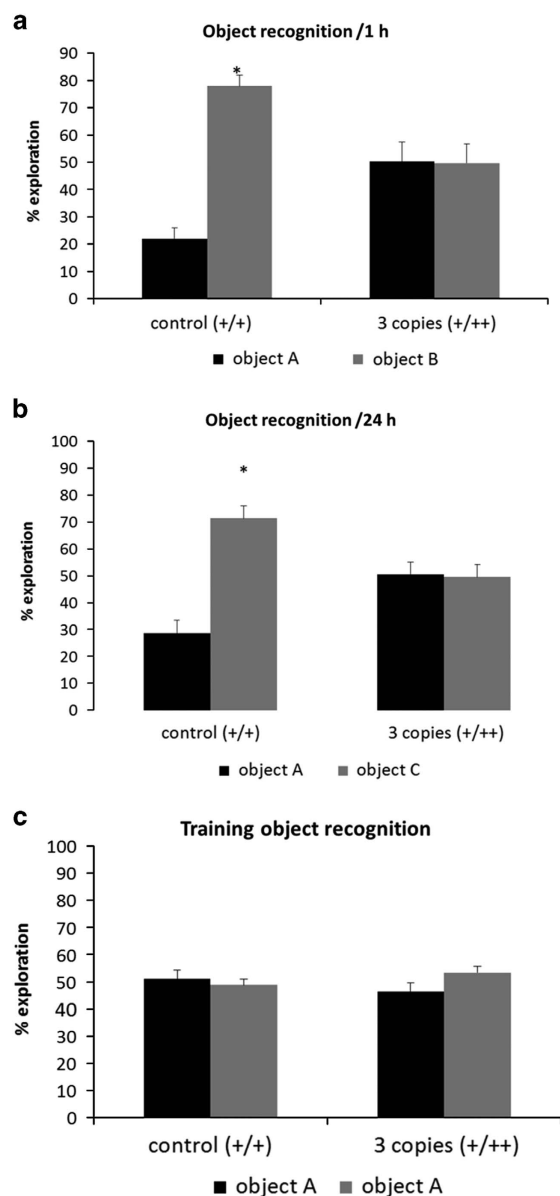 a
Object recognition /1 h
90
80
70
60
50
40
30
20
10
0
% exploration
*
control (+/+) 3 copies (+/++)
■ object A ■ object B
b
Object recognition /24 h
100
90
80
70
60
50
40
30
20
10
0
% exploration
*
control (+/+) 3 copies (+/++)
■ object A ■ object C
c
Training object recognition
100
90
80
70
60
50
40
30
20
10
0
% exploration
control (+/+) 3 copies (+/++)
■ object A ■ object A